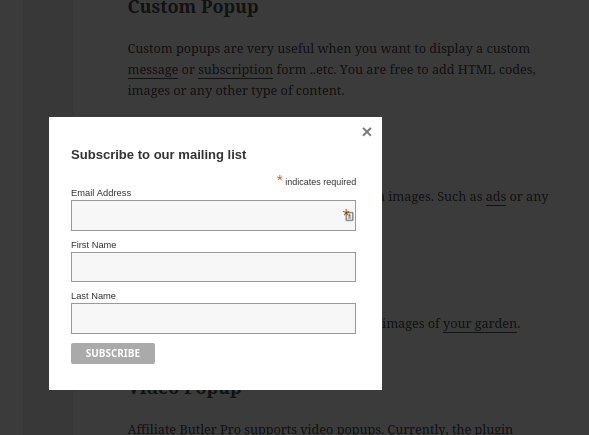 Custom Popup
Custom popups are very useful when you want to display a custom
message or subscription form ..etc. You are free to add HTML codes,
images or any other type of content.
×
Subscribe to our mailing list
* indicates required
Email Address
*
First Name
Last Name
SUBSCRIBE
images. Such as ads or any
images of your garden.
Video Popup
Affiliate Butler Pro supports video popups. Currently, the plugin